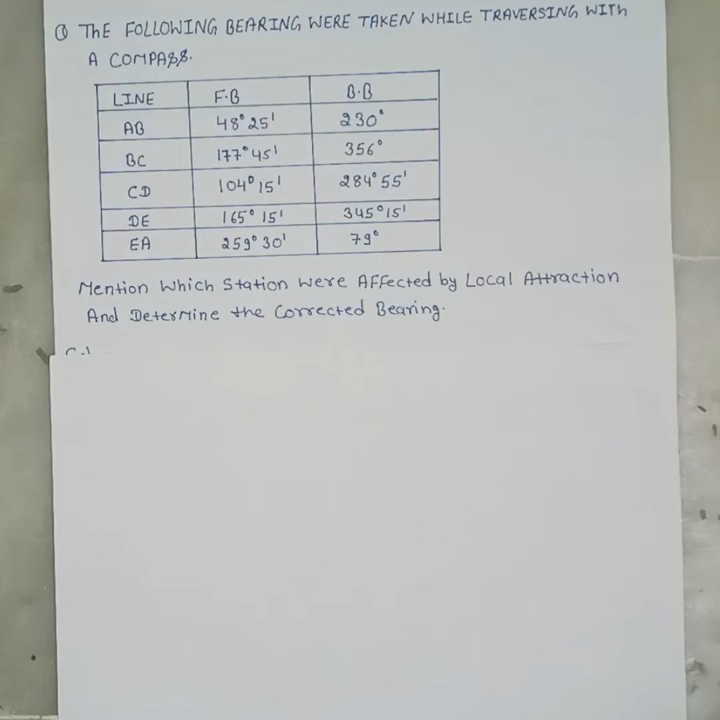 Q THE FOLLOWING BEARING WERE TAKEN WHILE TRAVERSING WITH
A COMPASS.
LINE F.B B.B
AB 48°25' 230°
BC 177°45' 356°
CD 104°15' 284°55'
DE 165°15' 345°15'
EA 259°30' 79°
Mention Which Station Were Affected by Local Attraction
And Determine the Corrected Bearing.